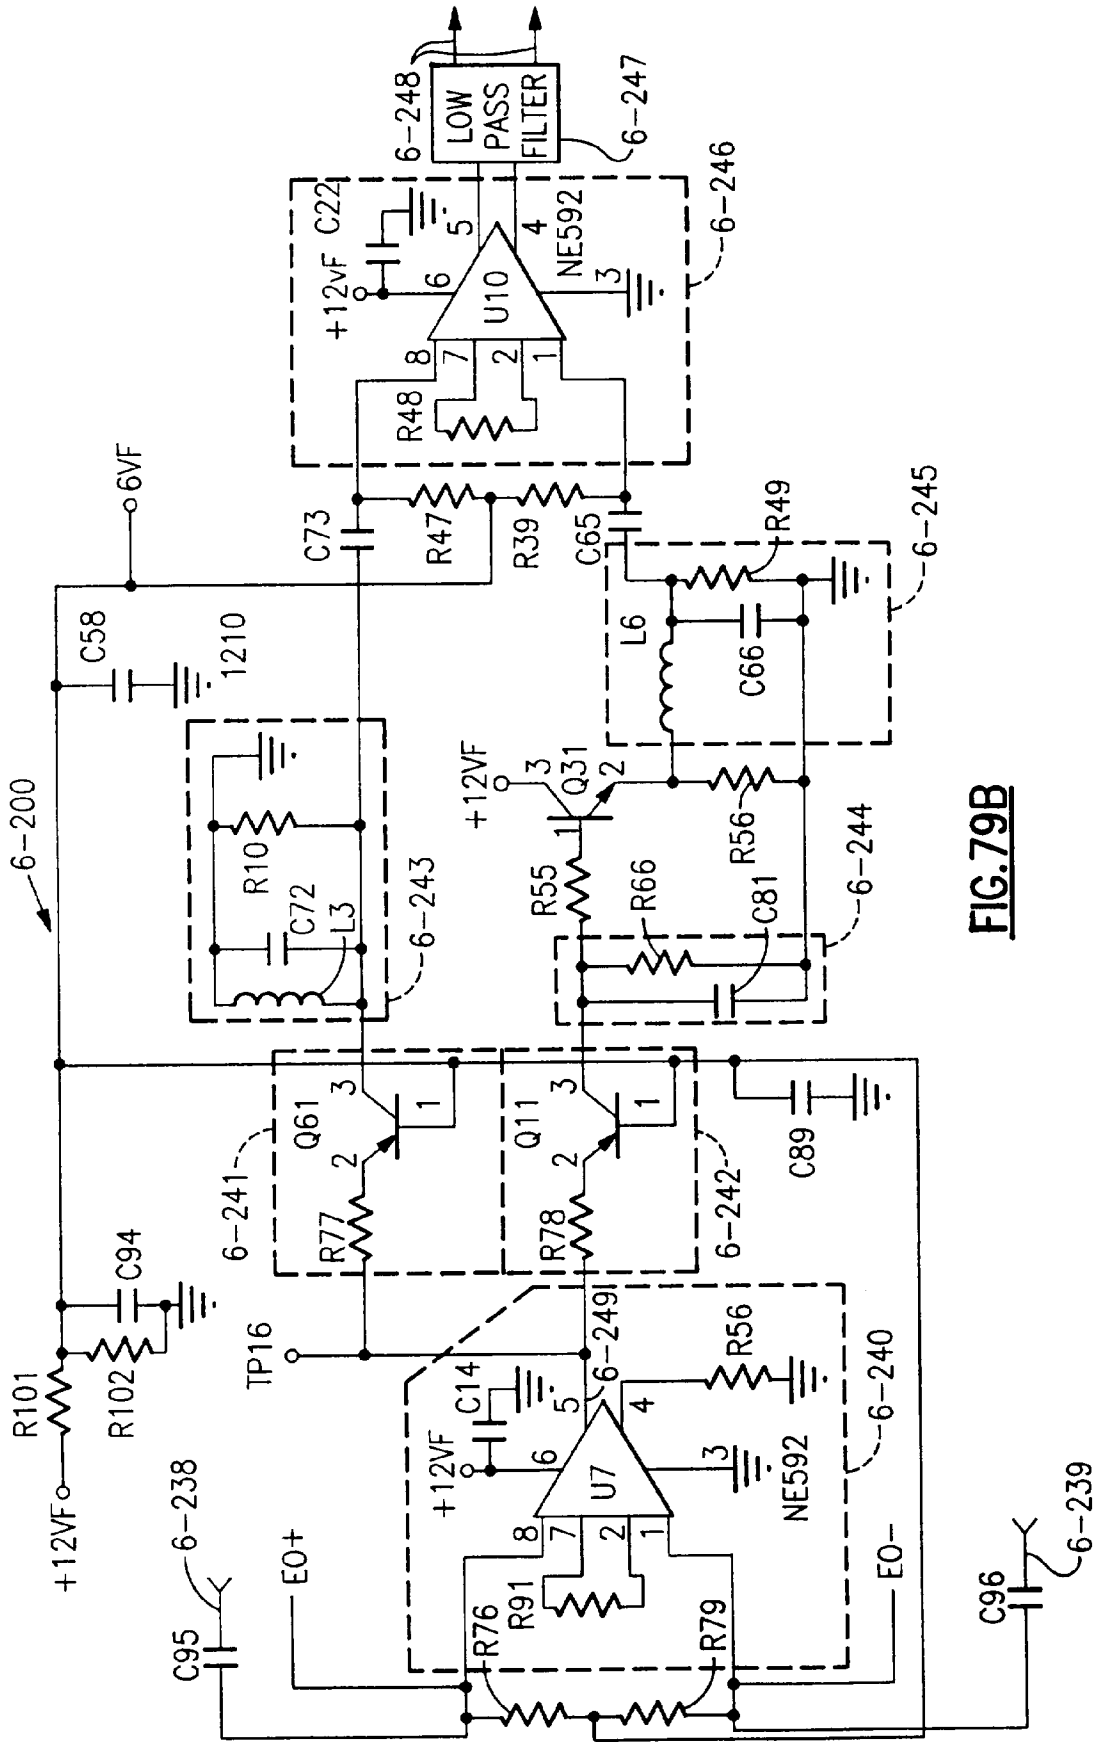 6-200
+12VF
R101
R102
C94
C58
1210
6VF
6-238
C95
EO+
TP16
6-241
R77
2
Q61
3
1
R10
C72
L3
6-243
C73
R47
R39
C65
R48
8
7
2
1
U10
+12vF
C22
6
5
4
3
NE592
6-246
6-248
LOW
PASS
FILTER
6-247
R76
R91
R79
8
7
2
1
U7
+12VF
C14
6
5
6-249
4
3
R56
NE592
6-240
EO-
C96
6-239
R78
2
Q11
3
1
6-242
C89
R55
R66
C81
6-244
+12VF
3
Q31
1
2
R56
L6
C66
R49
6-245
FIG.79B